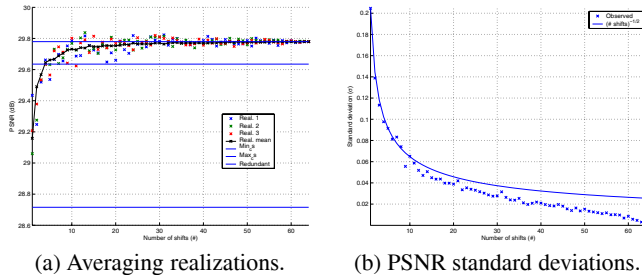 30
29.8
29.6
29.4
29.2
29
28.8
28.6
PSNR (dB)
10
20
30
40
50
60
Number of shifts (#)
Real. 1
Real. 2
Real. 3
Real. mean
Min_s
Max_s
Redundant
(a) Averaging realizations.
0.2
0.18
0.16
0.14
0.12
0.1
0.08
0.06
0.04
0.02
Standard deviation (σ)
10
20
30
40
50
60
Number of shifts (#)
Observed
(# shifts)
(b) PSNR standard deviations.